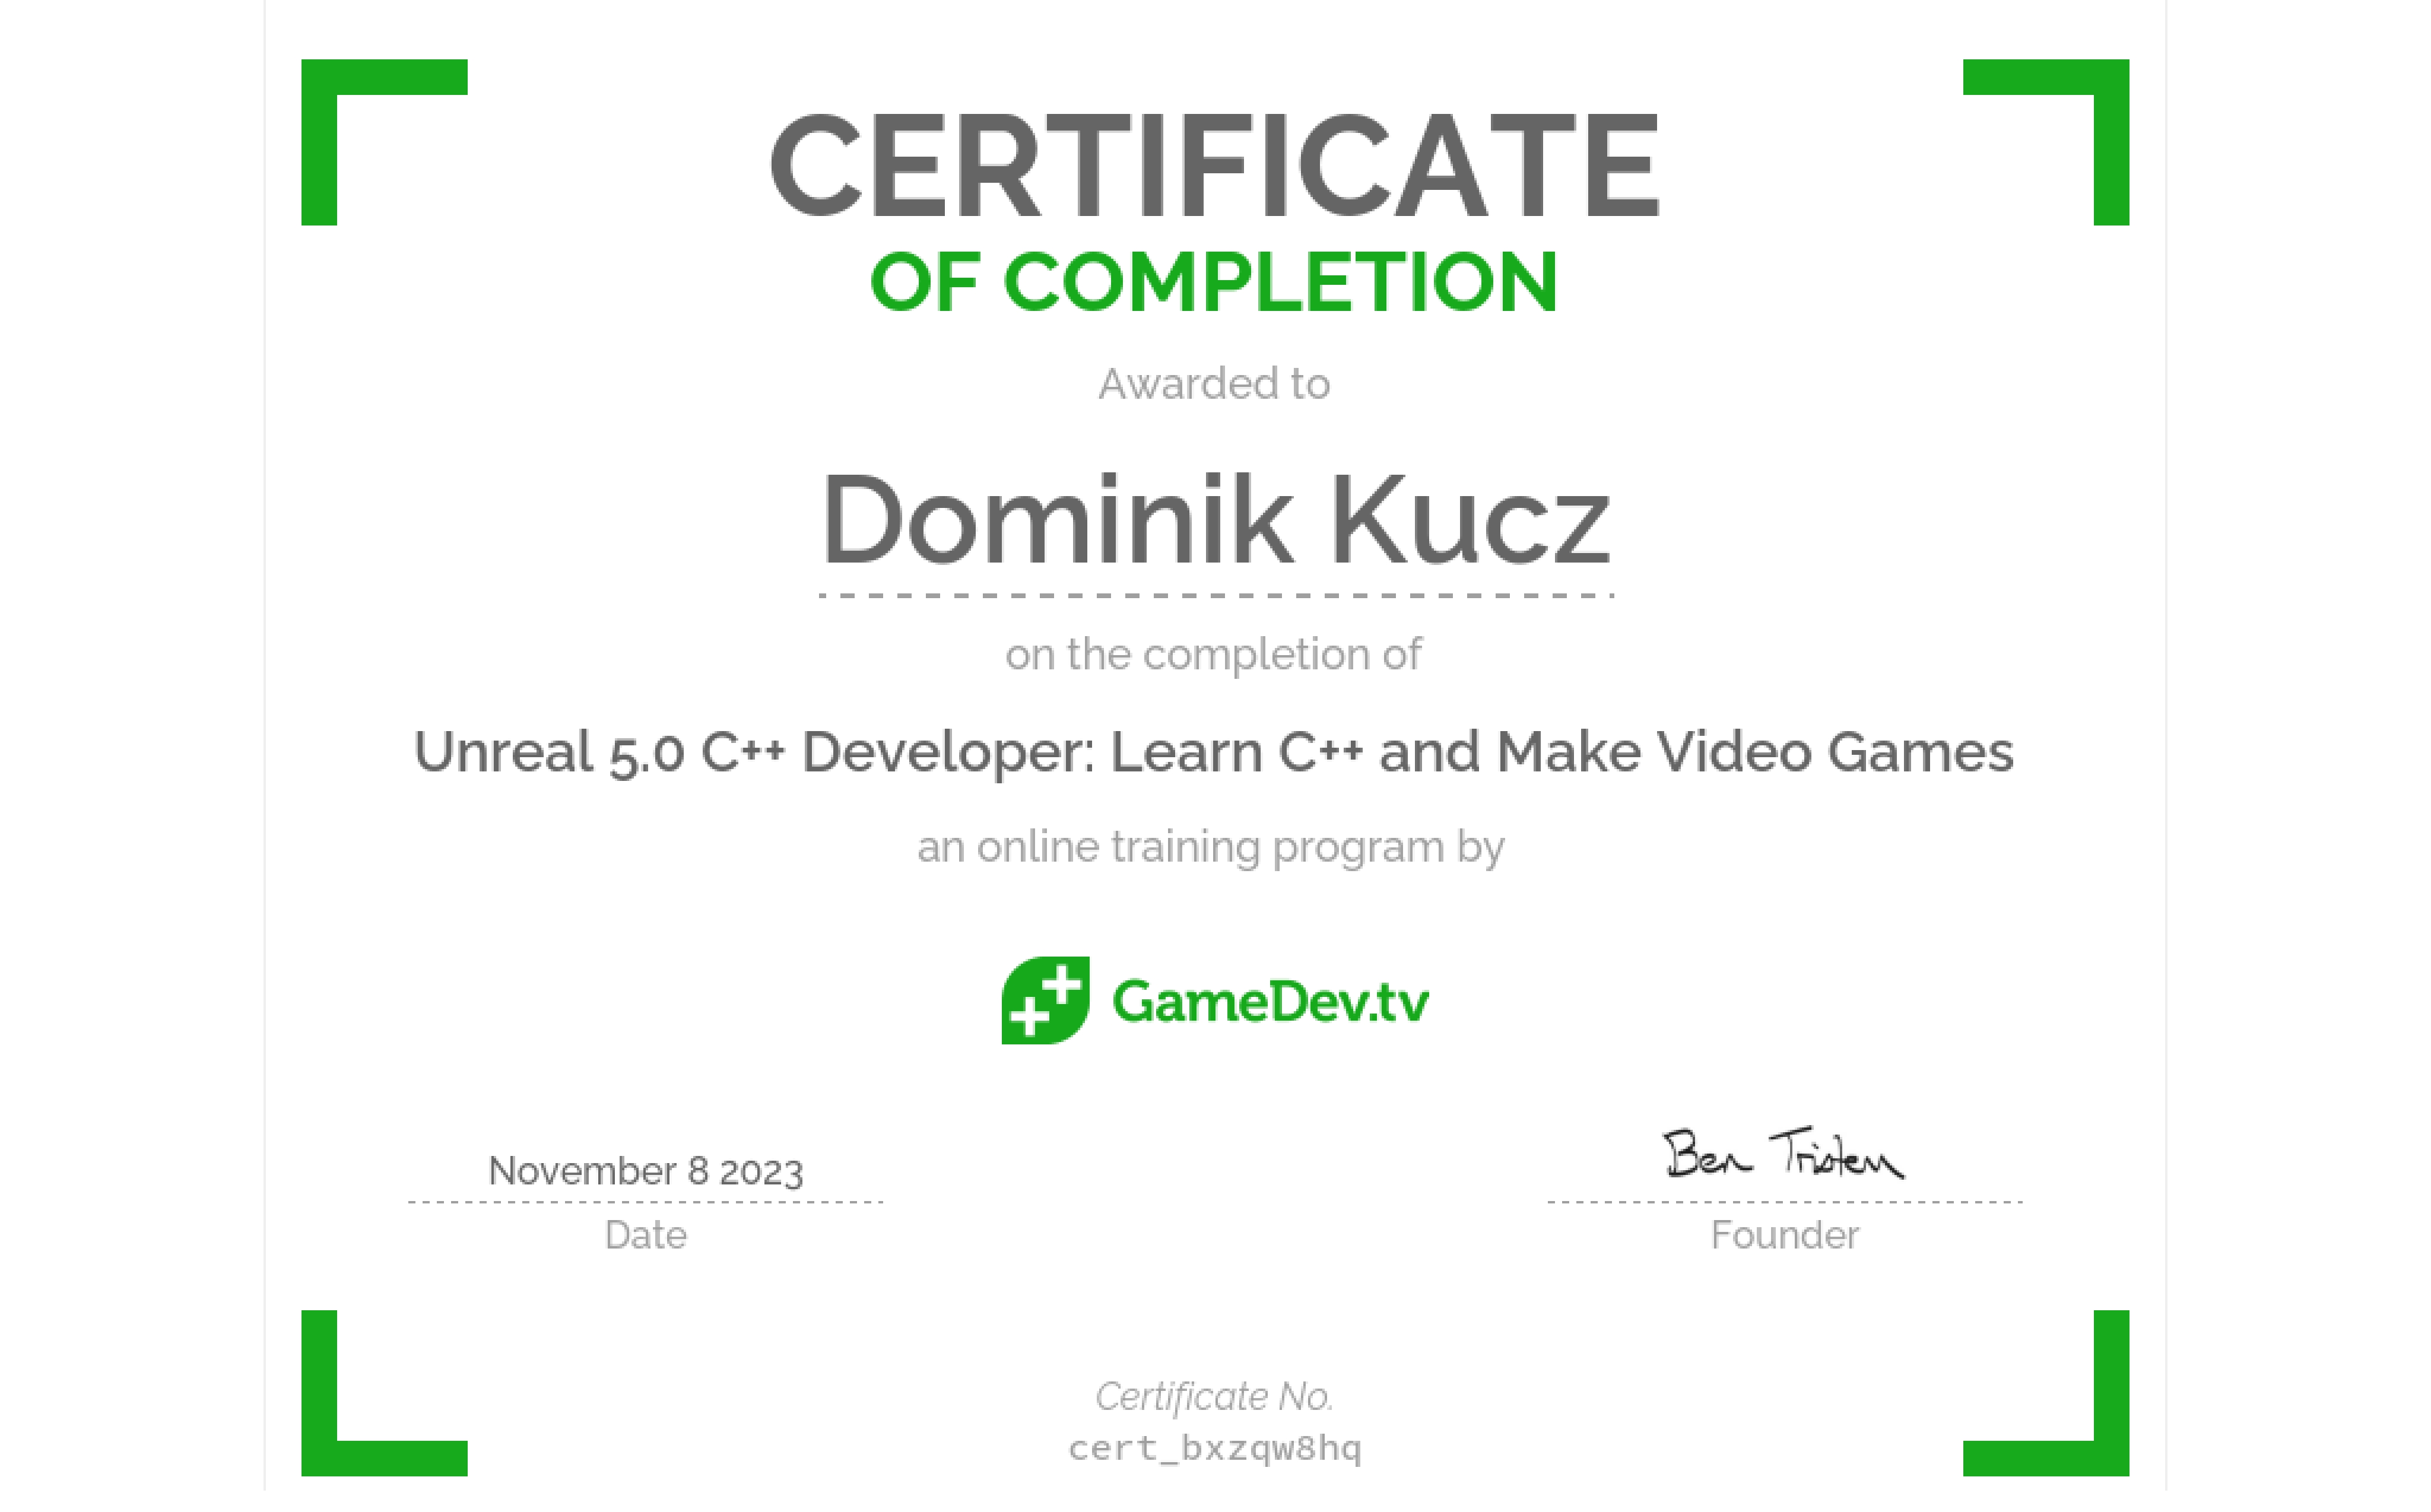 CERTIFICATE
OF COMPLETION
Awarded to
Dominik Kucz
on the completion of
Unreal 5.0 C++ Developer: Learn C++ and Make Video Games
an online training program by
GameDev.tv
November 8 2023
Date
Ben Tristem
Founder
Certificate No.
cert_bxzqw8hq